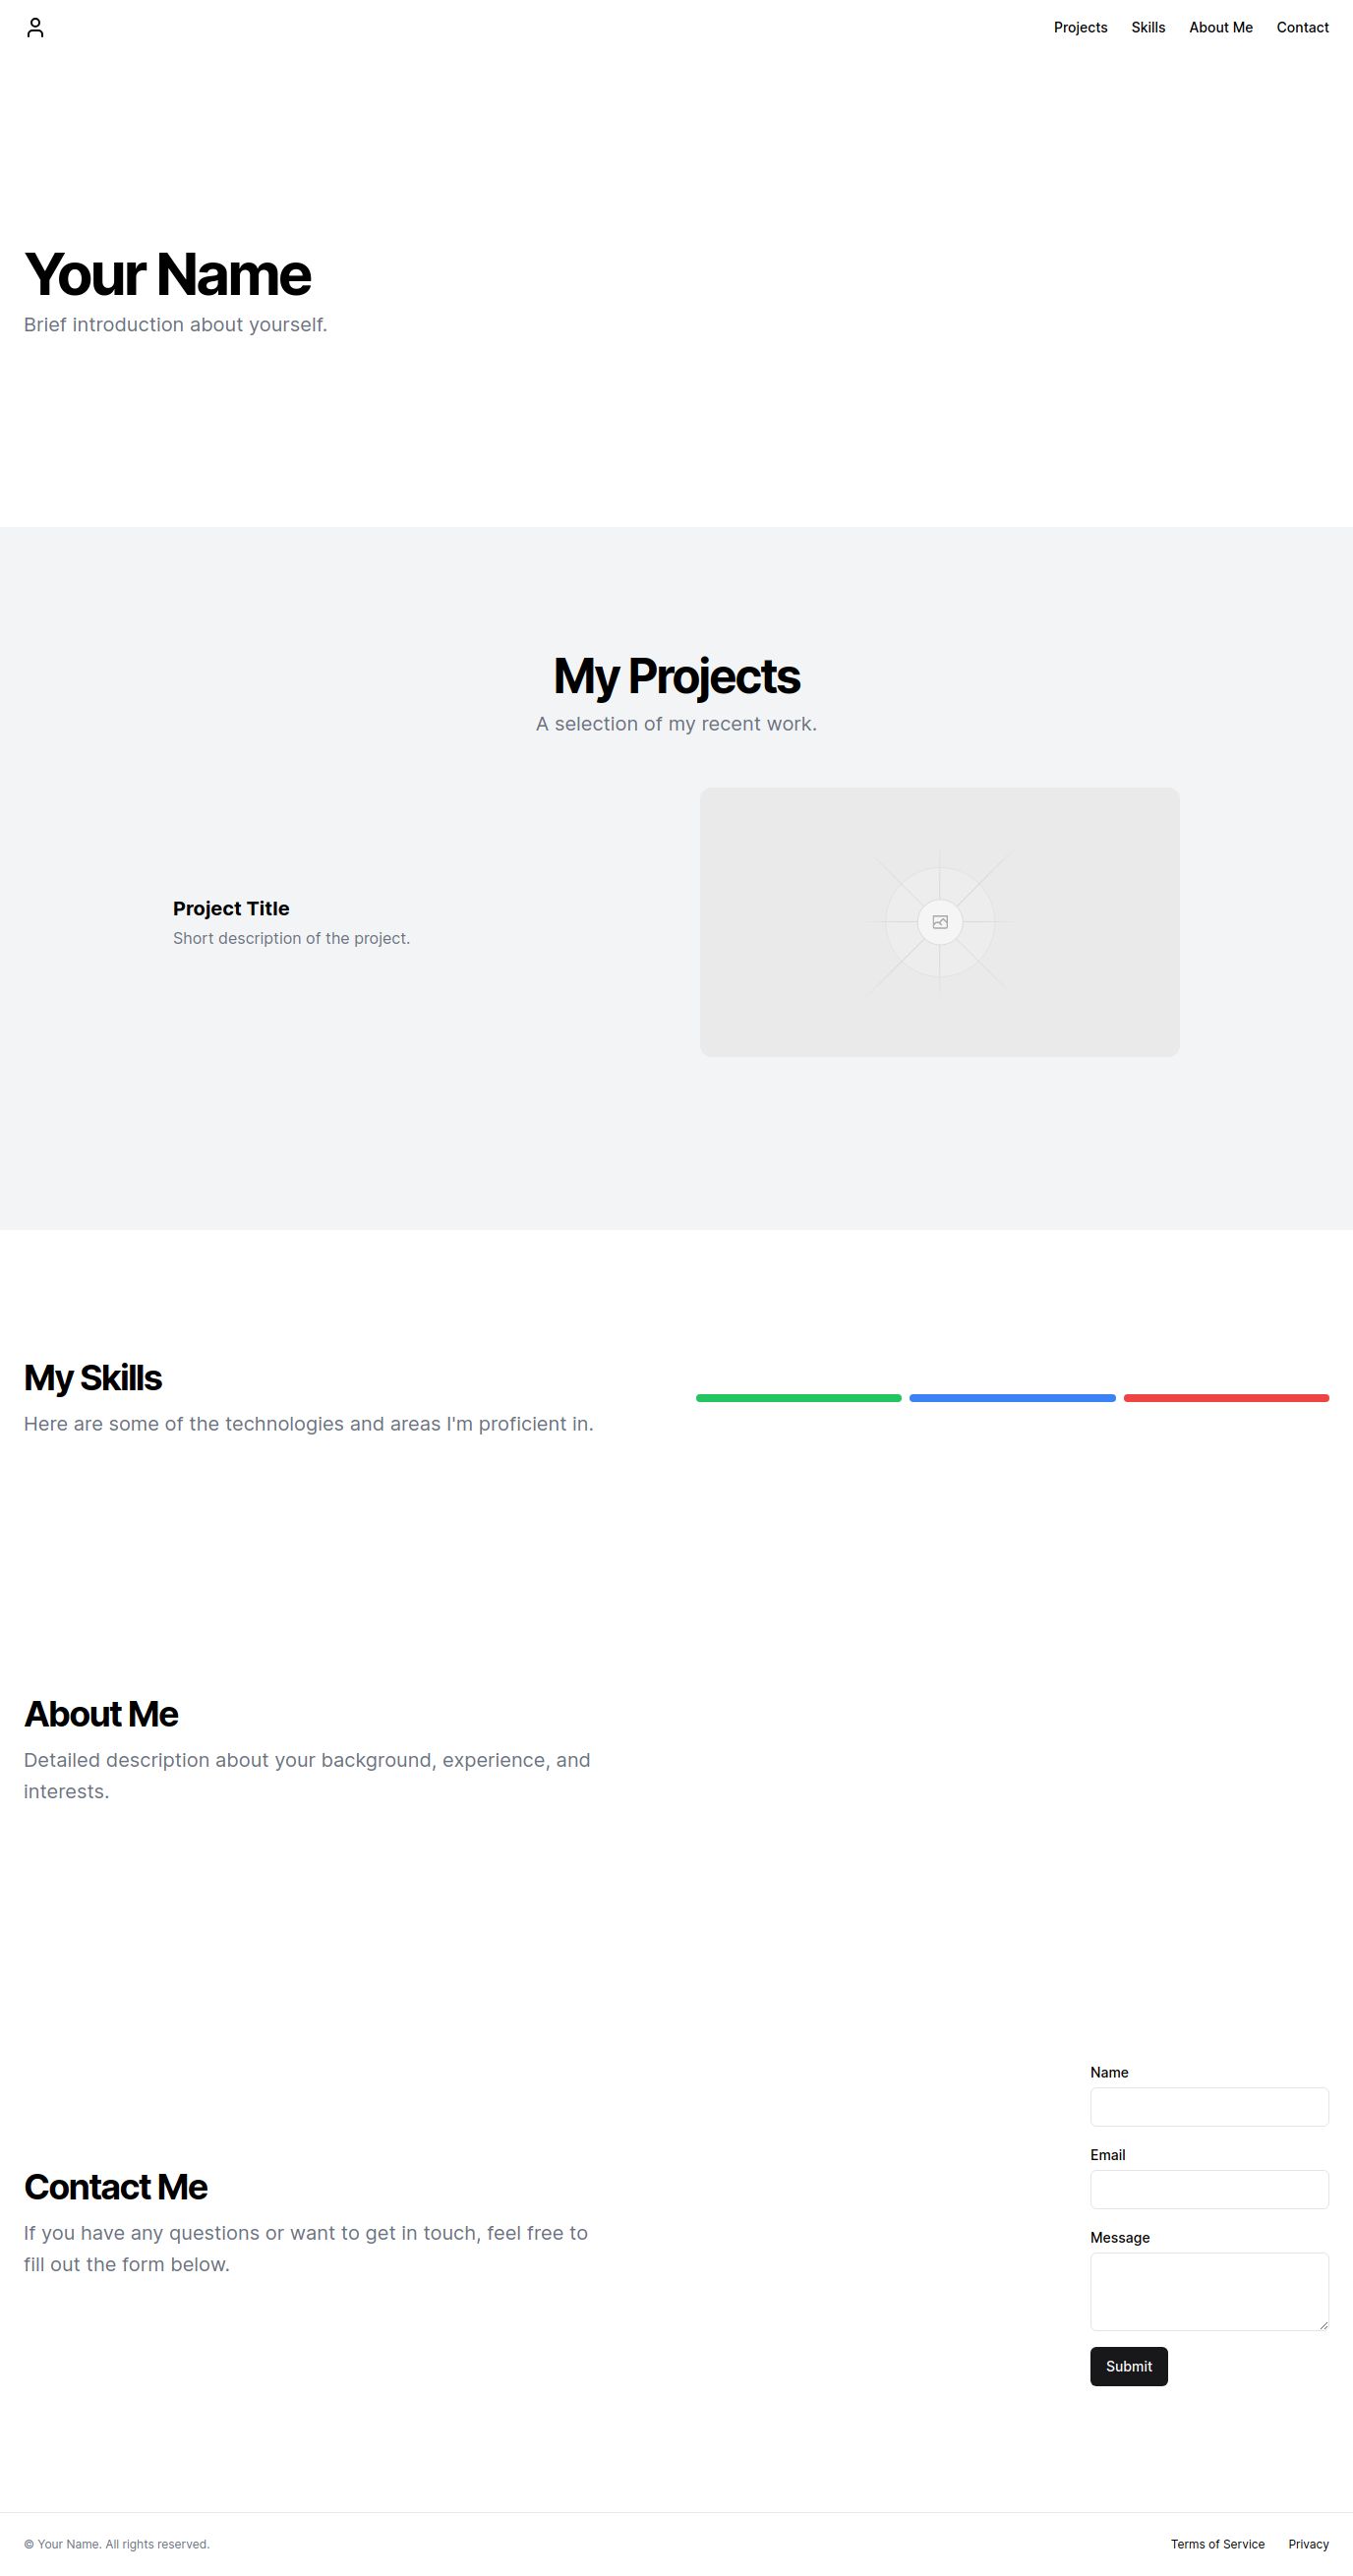 Projects
Skills
About Me
Contact
Your Name
Brief introduction about yourself.
My Projects
A selection of my recent work.
Project Title
Short description of the project.
My Skills
Here are some of the technologies and areas I'm proficient in.
About Me
Detailed description about your background, experience, and
interests.
Contact Me
If you have any questions or want to get in touch, feel free to
fill out the form below.
Name
Email
Message
Submit
© Your Name. All rights reserved.
Terms of Service
Privacy